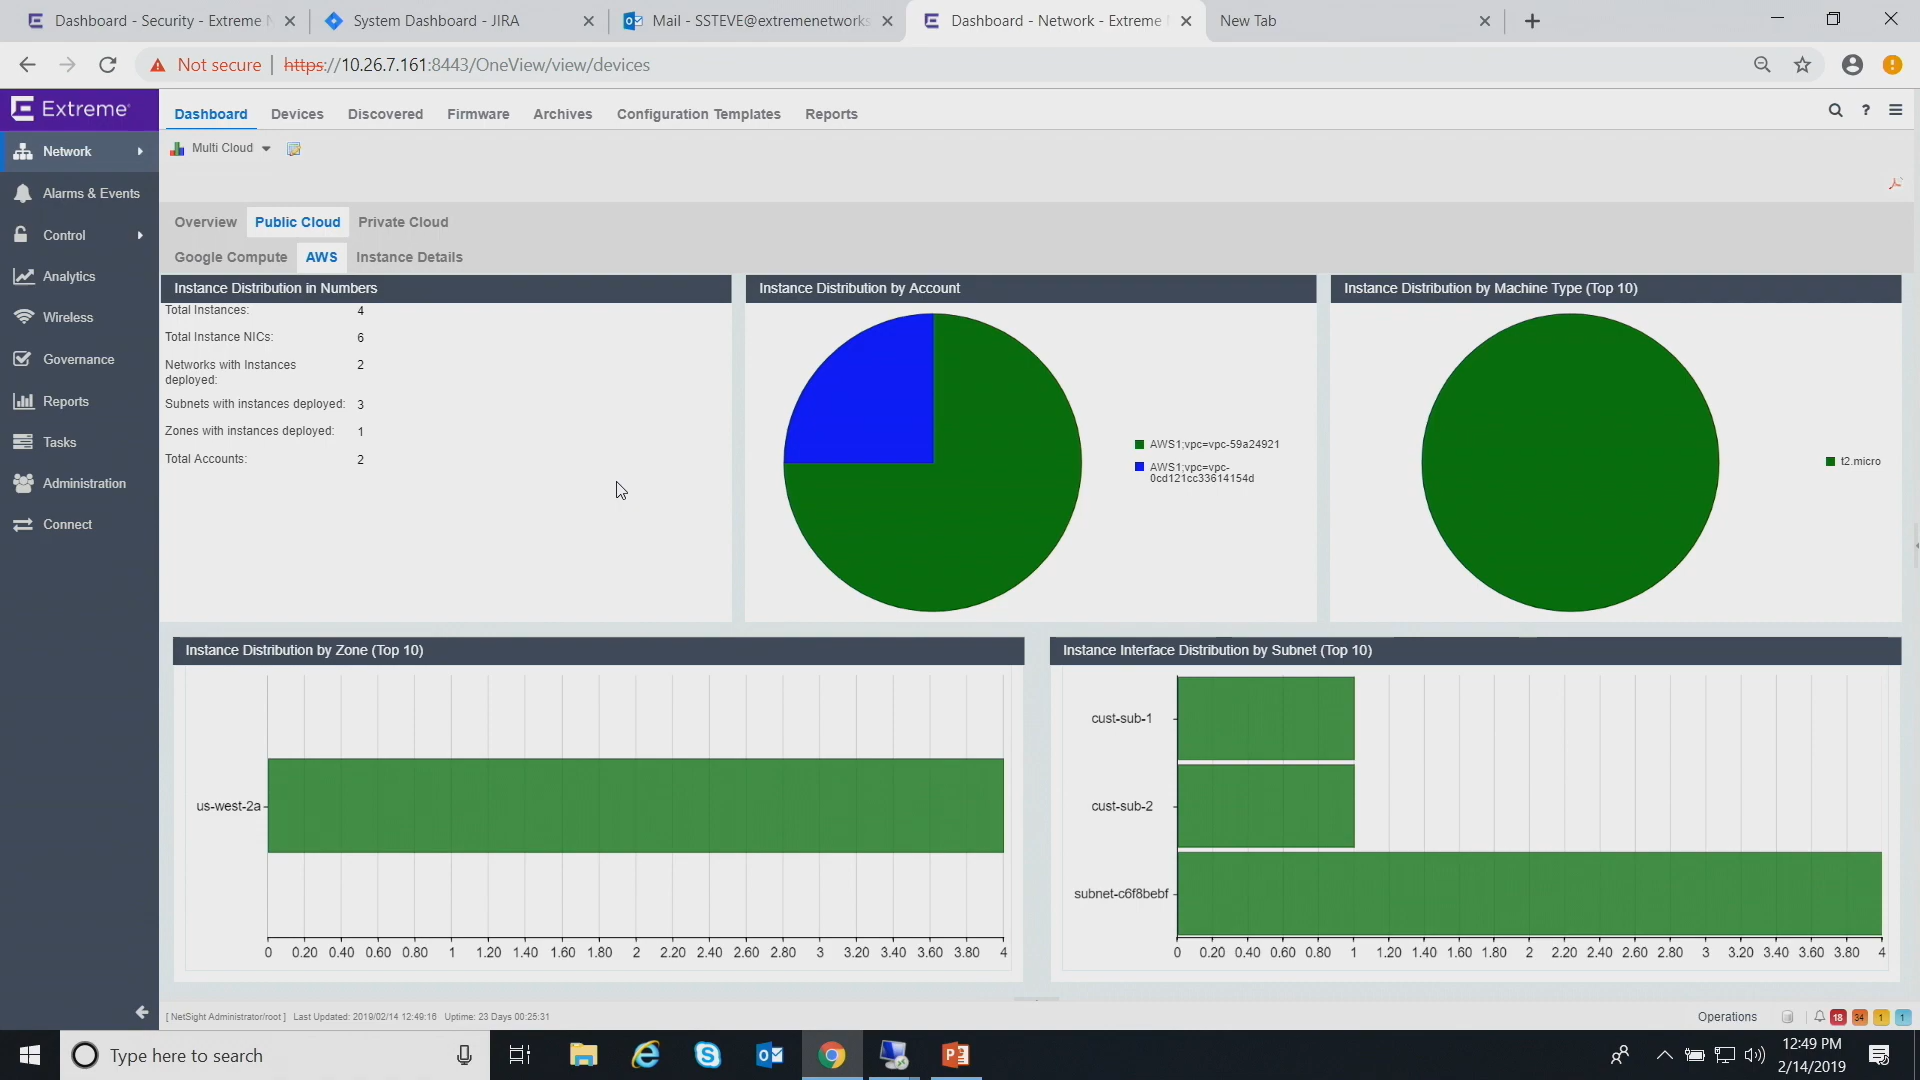 Dashboard - Security - Extreme N
System Dashboard - JIRA
Mail - SSTEVE@extremenetworks
Dashboard - Network - Extreme
New Tab
Not secure | https://10.26.7.161:8443/OneView/view/devices
Extreme
Dashboard Devices Discovered Firmware Archives Configuration Templates Reports
?
Network
Alarms & Events
Control
Analytics
Wireless
Governance
Reports
Tasks
Administration
Connect
Multi Cloud
Overview Public Cloud Private Cloud
Google Compute AWS Instance Details
Instance Distribution in Numbers
Total Instances: 4
Total Instance NICs: 6
Networks with Instances 2
deployed:
Subnets with instances deployed: 3
Zones with instances deployed: 1
Total Accounts: 2
Instance Distribution by Account
AWS1;vpc=vpc-59a24921
AWS1;vpc=vpc-
0cd121cc33614154d
Instance Distribution by Machine Type (Top 10)
t2.micro
Instance Distribution by Zone (Top 10)
us-west-2a
0 0.20 0.40 0.60 0.80 1 1.20 1.40 1.60 1.80 2 2.20 2.40 2.60 2.80 3 3.20 3.40 3.60 3.80 4
Instance Interface Distribution by Subnet (Top 10)
cust-sub-1
cust-sub-2
subnet-c6f8bebf
0 0.20 0.40 0.60 0.80 1 1.20 1.40 1.60 1.80 2 2.20 2.40 2.60 2.80 3 3.20 3.40 3.60 3.80 4
[ NetSight Administrator/root ] Last Updated: 2019/02/14 12:49:16 Uptime: 23 Days 00:25:31
Operations 18 34 1 1
Type here to search
12:49 PM
2/14/2019